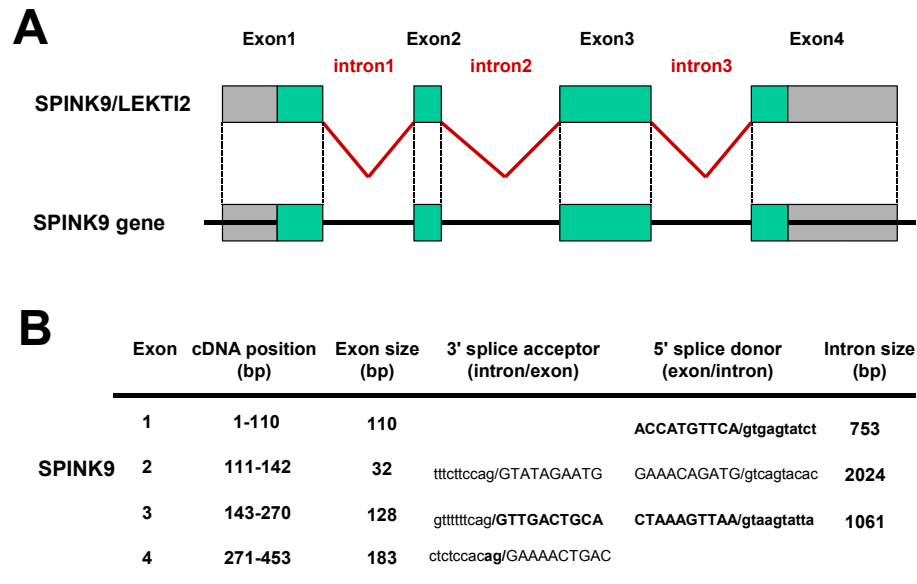 A
Exon1 Exon2 Exon3 Exon4
intron1 intron2 intron3
SPINK9/LEKTI2
SPINK9 gene
B
Exon cDNA position Exon size 3' splice acceptor 5' splice donor Intron size
(bp) (bp) (intron/exon) (exon/intron) (bp)
1 1-110 110 ACCATGTTCA/gtgagtatct 753
SPINK9 2 111-142 32 tttcttccag/GTATAGAATG GAAACAGATG/gtcagtacac 2024
3 143-270 128 gttttttcag/GTTGACTGCA CTAAAGTTAA/gtaagtatta 1061
4 271-453 183 ctctccacag/GAAAACTGAC